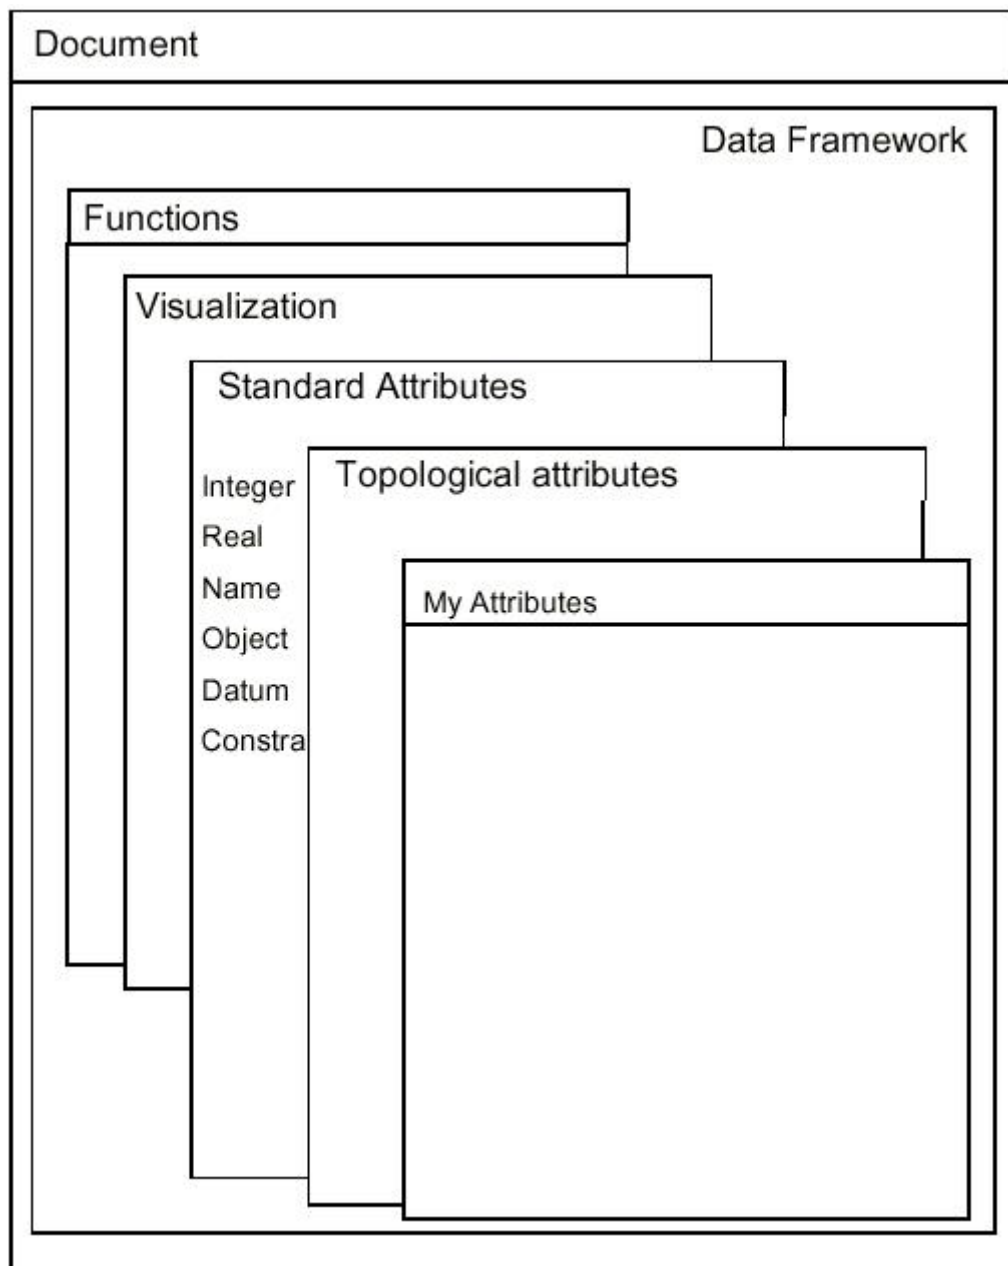 Document
Data Framework
Functions
Visualization
Standard Attributes
Topological attributes
Integer
Real
Name
Object
Datum
Constra
My Attributes